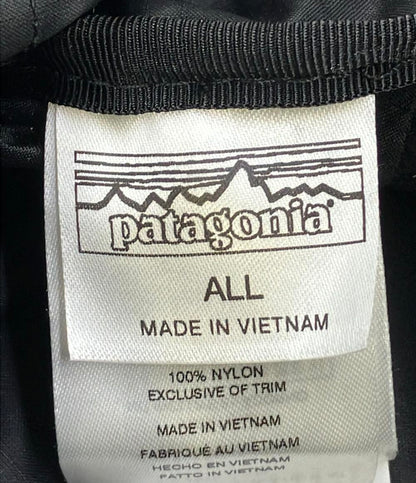 patagonia®
ALL
MADE IN VIETNAM
100% NYLON
EXCLUSIVE OF TRIM
MADE IN VIETNAM
FABRIQUÉ AU VIETNAM
HECHO EN VIETNAM
FATTO IN VIETNAM